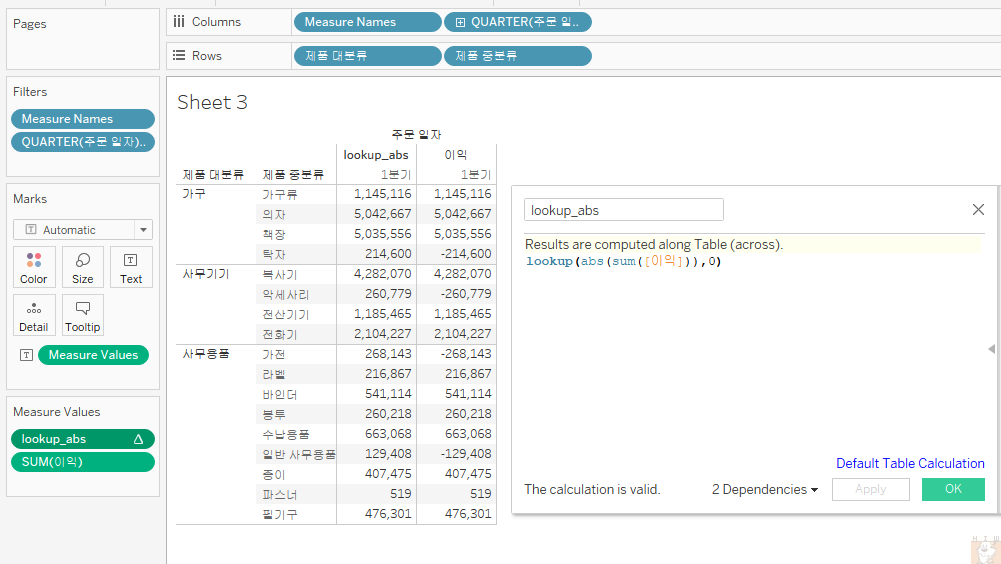 Pages
Columns
Measure Names
QUARTER(주문 일..
Rows
제품 대분류
제품 중분류
Filters
Measure Names
QUARTER(주문 일자)..
Marks
Automatic
Color
Size
Text
Detail
Tooltip
Measure Values
Measure Values
lookup_abs
SUM(이익)
Sheet 3
주문 일자
lookup_abs 이익
제품 대분류 제품 중분류 1분기 1분기
가구 가구류 1,145,116 1,145,116
의자 5,042,667 5,042,667
책장 5,035,556 5,035,556
탁자 214,600 -214,600
사무기기 복사기 4,282,070 4,282,070
악세사리 260,779 -260,779
전산기기 1,185,465 1,185,465
전화기 2,104,227 2,104,227
사무용품 가전 268,143 -268,143
라벨 216,867 216,867
바인더 541,114 541,114
봉투 260,218 260,218
수납용품 663,068 663,068
일반 사무용품 129,408 -129,408
종이 407,475 407,475
파스너 519 519
필기구 476,301 476,301
lookup_abs
Results are computed along Table (across).
lookup(abs(sum([이익])),0)
Default Table Calculation
The calculation is valid.
2 Dependencies
Apply
OK